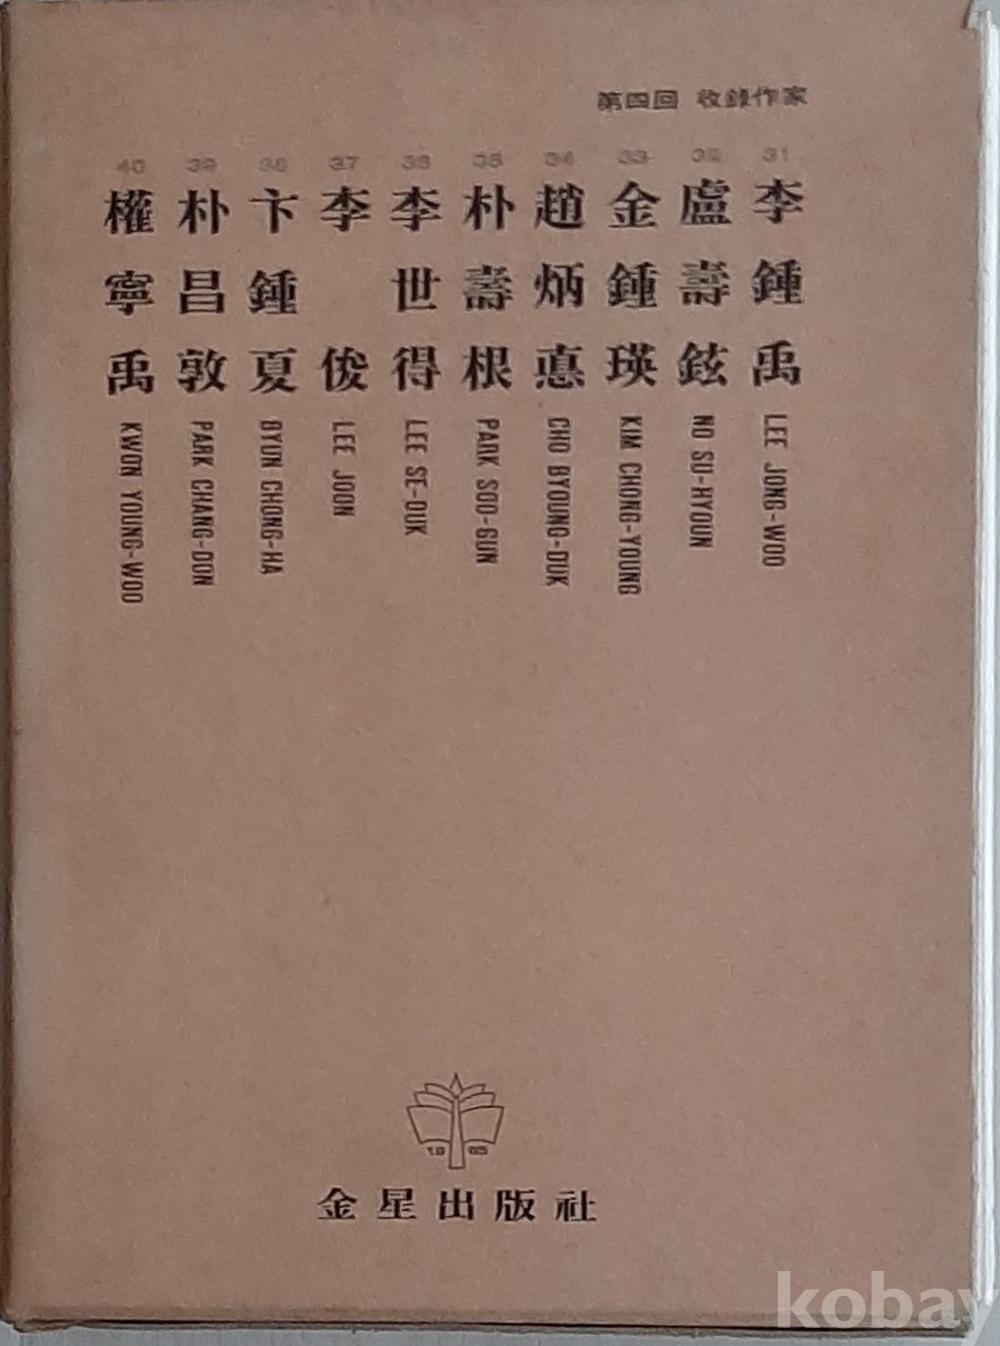 第四回 收錄作家
31 李鍾禹 LEE JONG-WOO
32 盧壽鉉 NO SU-HYOUN
33 金鍾瑛 KIM CHONG-YOUNG
34 趙炳悳 CHO BYOUNG-DUK
35 朴壽根 PARK SOO-GUN
36 李世得 LEE SE-DUK
37 李俊 LEE JOON
38 卞鍾夏 BYUN CHONG-HA
39 朴昌敦 PARK CHANG-DON
40 權寧禹 KWON YOUNG-WOO
1965
金星出版社
kobay